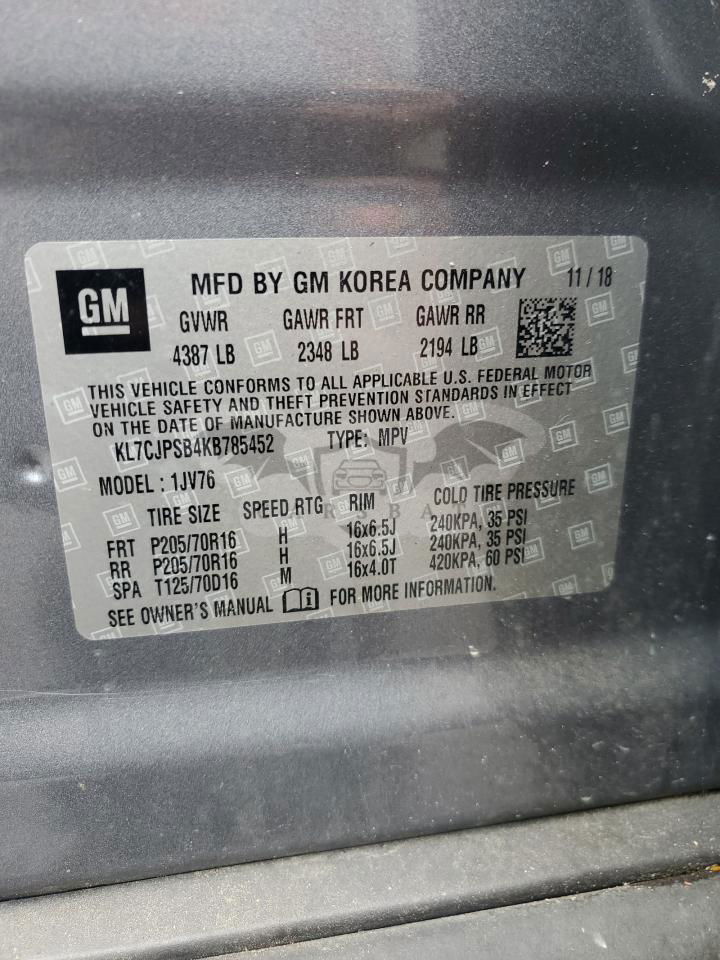 GM
MFD BY GM KOREA COMPANY 11 / 18
GVWR GAWR FRT GAWR RR
4387 LB 2348 LB 2194 LB
THIS VEHICLE CONFORMS TO ALL APPLICABLE U.S. FEDERAL MOTOR
VEHICLE SAFETY AND THEFT PREVENTION STANDARDS IN EFFECT
ON THE DATE OF MANUFACTURE SHOWN ABOVE.
KL7CJPSB4KB785452 TYPE: MPV
MODEL : 1JV76
TIRE SIZE SPEED RTG RIM COLD TIRE PRESSURE
FRT P205/70R16 H 16x6.5J 240KPA, 35 PSI
RR P205/70R16 H 16x6.5J 240KPA, 35 PSI
SPA T125/70D16 M 16x4.0T 420KPA, 60 PSI
SEE OWNER'S MANUAL FOR MORE INFORMATION.